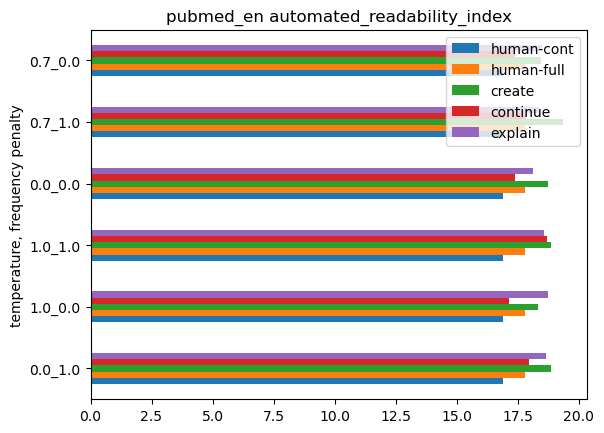 pubmed_en automated_readability_index
human-cont
human-full
create
continue
explain
temperature, frequency penalty
0.7_0.0
0.7_1.0
0.0_0.0
1.0_1.0
1.0_0.0
0.0_1.0
0.0 2.5 5.0 7.5 10.0 12.5 15.0 17.5 20.0